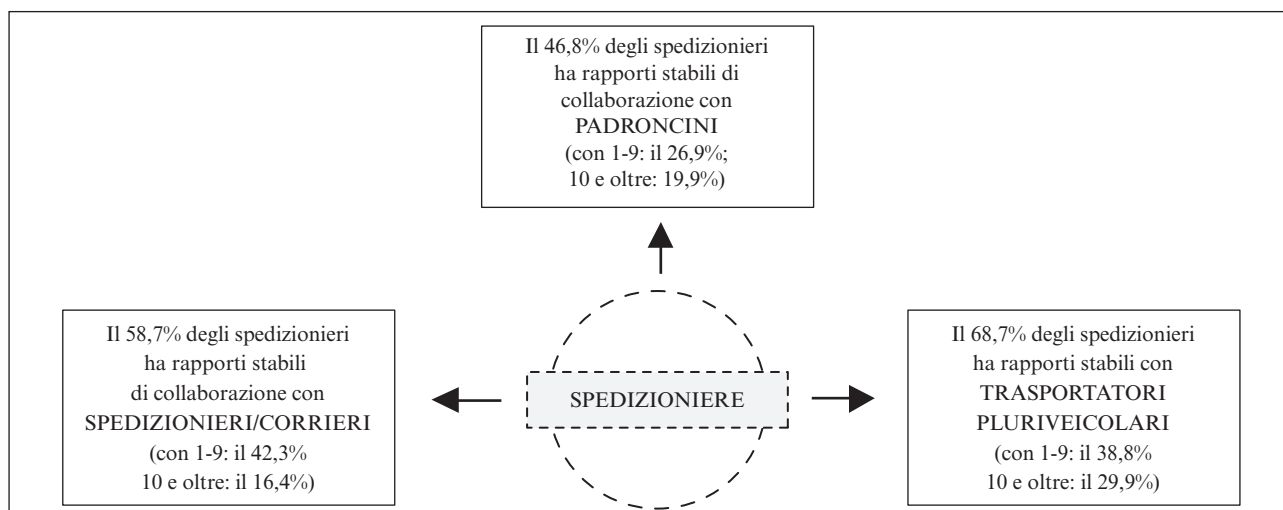 Il 46,8% degli spedizionieri
ha rapporti stabili di
collaborazione con
PADRONCINI
(con 1-9: il 26,9%;
10 e oltre: 19,9%)
Il 58,7% degli spedizionieri
ha rapporti stabili
di collaborazione con
SPEDIZIONIERI/CORRIERI
(con 1-9: il 42,3%
10 e oltre: il 16,4%)
SPEDIZIONIERE
Il 68,7% degli spedizionieri
ha rapporti stabili con
TRASPORTATORI
PLURIVEICOLARI
(con 1-9: il 38,8%
10 e oltre: il 29,9%)